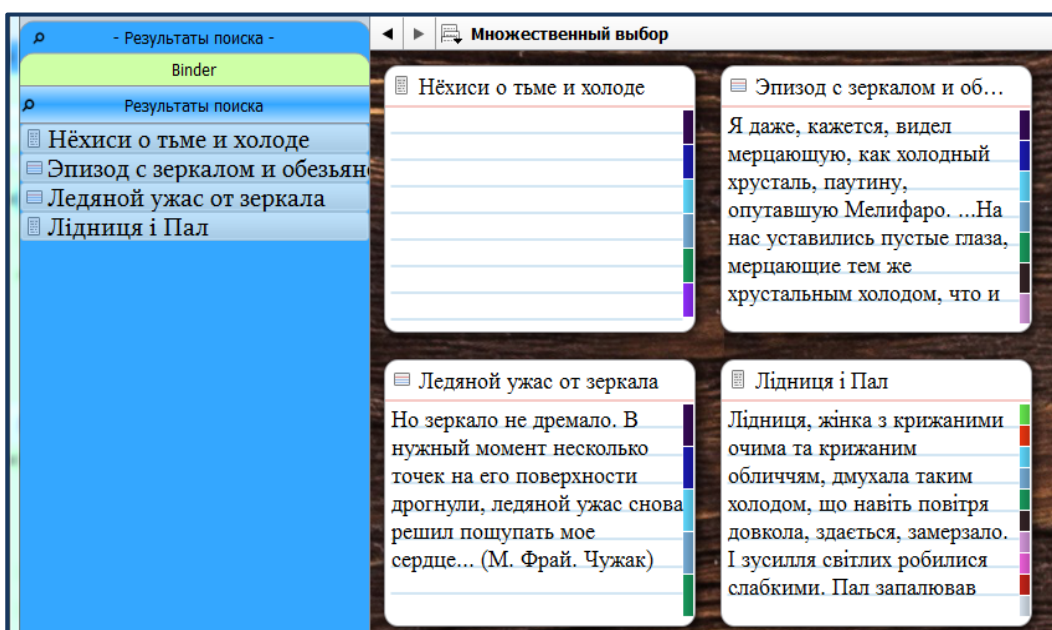 - Результаты поиска -
Binder
Результаты поиска
Нёхиси о тьме и холоде
Эпизод с зеркалом и обезьян
Ледяной ужас от зеркала
Лідниця і Пал
Множественный выбор
Нёхиси о тьме и холоде
Эпизод с зеркалом и об...
Я даже, кажется, видел
мерцающую, как холодный
хрусталь, паутину,
опутавшую Мелифаро. ...На
нас уставились пустые глаза,
мерцающие тем же
хрустальным холодом, что и
Ледяной ужас от зеркала
Но зеркало не дремало. В
нужный момент несколько
точек на его поверхности
дрогнули, ледяной ужас снова
решил пощупать мое
сердце... (М. Фрай. Чужак)
Лідниця і Пал
Лідниця, жінка з крижаними
очима та крижаним
обличчям, дмухала таким
холодом, що навіть повітря
довкола, здається, замерзало.
І зусилля світлих робилися
слабкими. Пал запалював